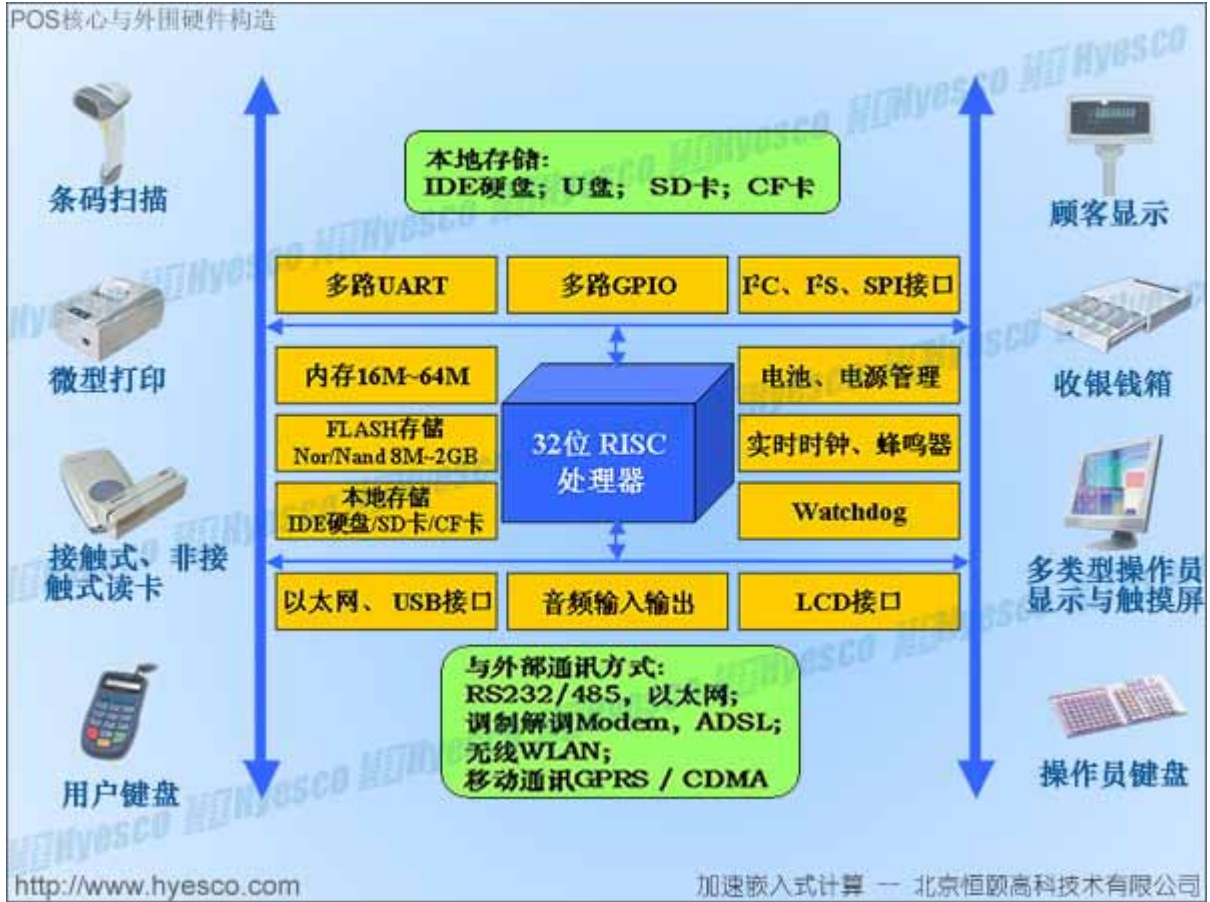 POS核心与外围硬件构造
条码扫描
微型打印
接触式、非接
触式读卡
用户键盘
本地存储:
IDE硬盘; U盘; SD卡; CF卡
多路UART
多路GPIO
I²C、I²S、SPI接口
内存16M~64M
FLASH存储
Nor/Nand 8M~2GB
本地存储
IDE硬盘/SD卡/CF卡
32位 RISC
处理器
电池、电源管理
实时时钟、蜂鸣器
Watchdog
以太网、USB接口
音频输入输出
LCD接口
与外部通讯方式:
RS232/485, 以太网;
调制解调Modem, ADSL;
无线WLAN;
移动通讯GPRS / CDMA
顾客显示
收银钱箱
多类型操作员
显示与触摸屏
操作员键盘
Hyesco Hyesco Hyesco Hyesco Hyesco
Hyesco Hyesco Hyesco Hyesco Hyesco
http://www.hyesco.com
加速嵌入式计算 -- 北京恒颐高科技术有限公司